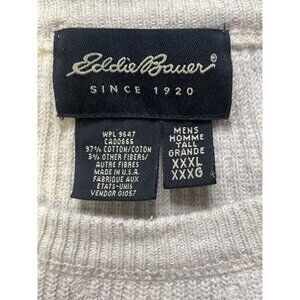 Eddie Bauer®
SINCE 1920
WPL 9647
CA00665
97% COTTON/COTON
3% OTHER FIBERS/
AUTRE FIBRES
MADE IN U.S.A.
FABRIQUE AUX
ETATS-UNIS
VENDOR 01057
MENS
HOMME
TALL
GRANDE
XXXL
XXXG